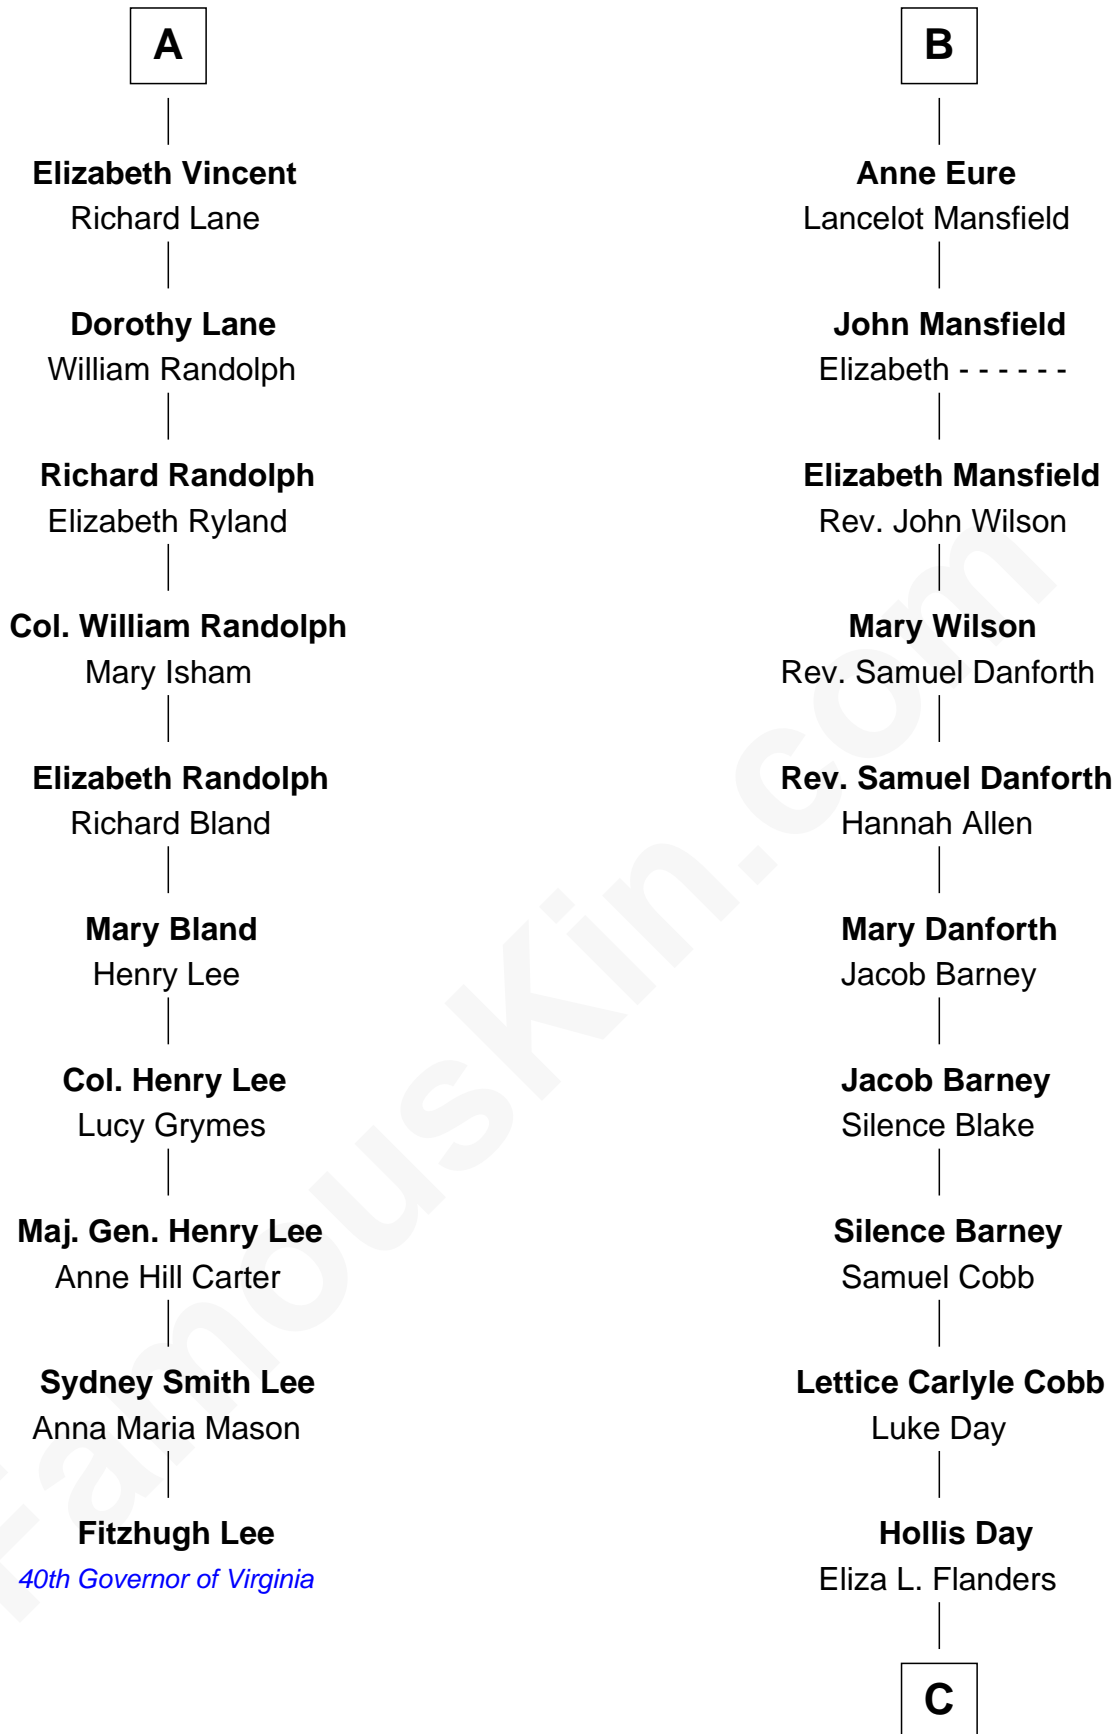 A
Elizabeth Vincent
Richard Lane
Dorothy Lane
William Randolph
Richard Randolph
Elizabeth Ryland
Col. William Randolph
Mary Isham
Elizabeth Randolph
Richard Bland
Mary Bland
Henry Lee
Col. Henry Lee
Lucy Grymes
Maj. Gen. Henry Lee
Anne Hill Carter
Sydney Smith Lee
Anna Maria Mason
Fitzhugh Lee
40th Governor of Virginia
B
Anne Eure
Lancelot Mansfield
John Mansfield
Elizabeth - - - - - -
Elizabeth Mansfield
Rev. John Wilson
Mary Wilson
Rev. Samuel Danforth
Rev. Samuel Danforth
Hannah Allen
Mary Danforth
Jacob Barney
Jacob Barney
Silence Blake
Silence Barney
Samuel Cobb
Lettice Carlyle Cobb
Luke Day
Hollis Day
Eliza L. Flanders
C
FamousKin.com